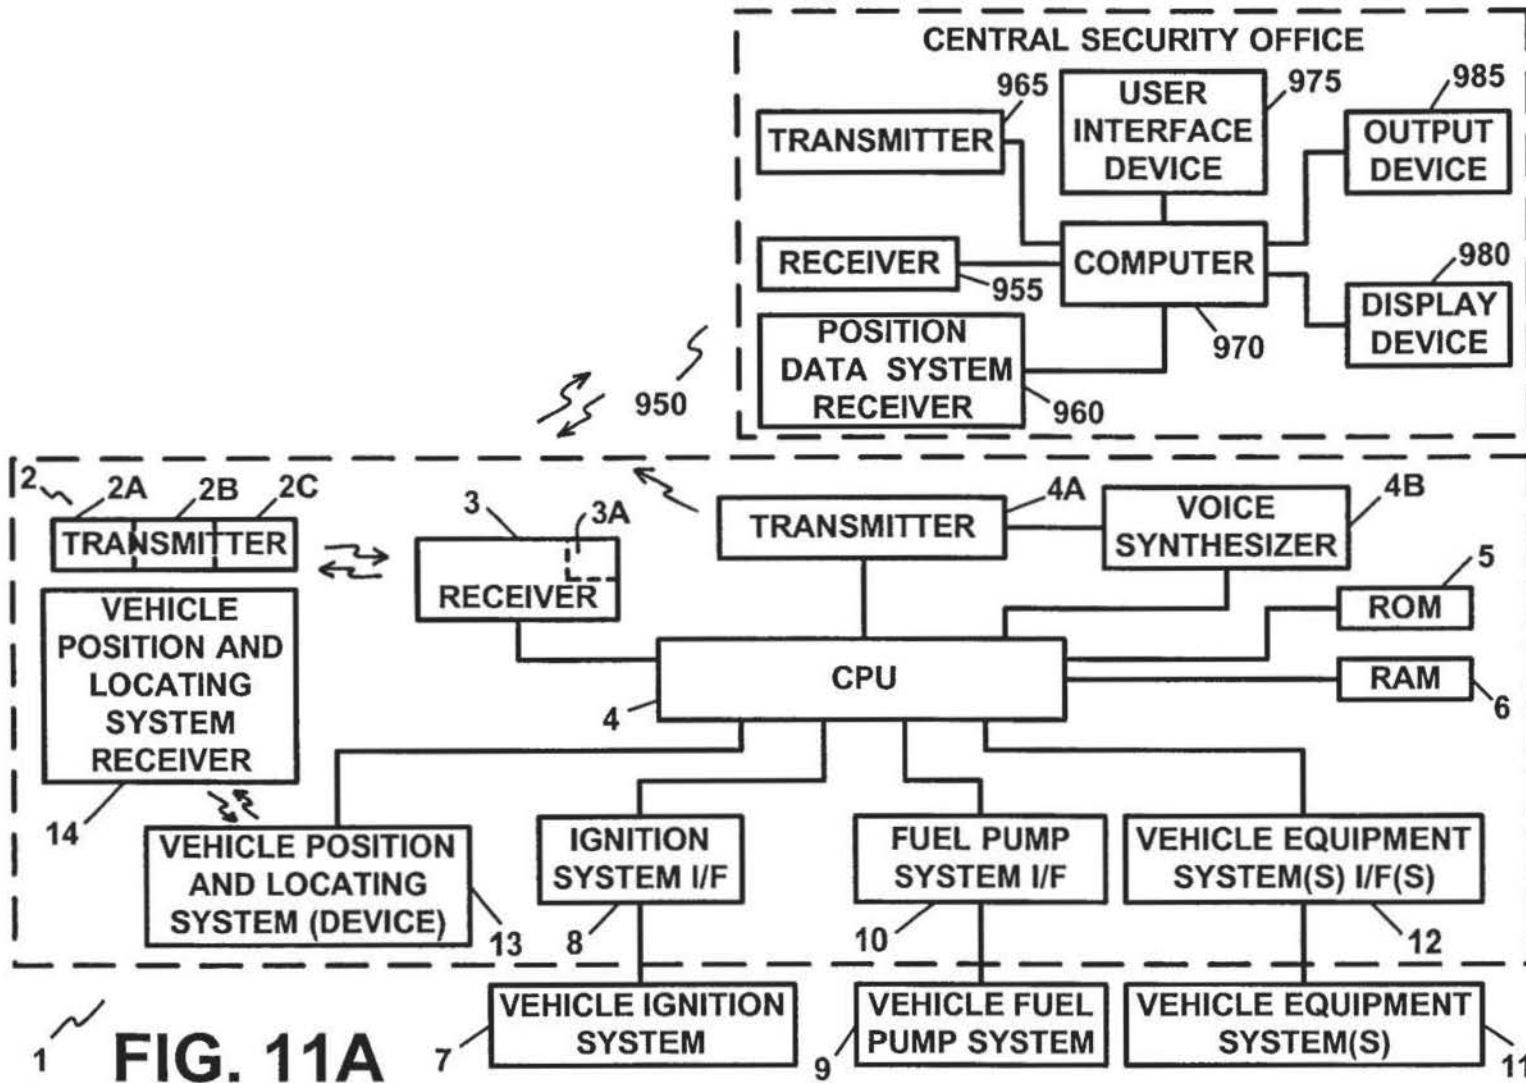 CENTRAL SECURITY OFFICE
965
TRANSMITTER
USER
INTERFACE
DEVICE
975
985
OUTPUT
DEVICE
RECEIVER
955
COMPUTER
970
980
DISPLAY
DEVICE
POSITION
DATA SYSTEM
RECEIVER
960
950
2
2A
2B
2C
TRANSMITTER
3
3A
RECEIVER
TRANSMITTER
4A
VOICE
SYNTHESIZER
4B
5
ROM
RAM
6
CPU
4
VEHICLE
POSITION AND
LOCATING
SYSTEM
RECEIVER
14
VEHICLE POSITION
AND LOCATING
SYSTEM (DEVICE)
13
IGNITION
SYSTEM I/F
8
FUEL PUMP
SYSTEM I/F
10
VEHICLE EQUIPMENT
SYSTEM(S) I/F(S)
12
VEHICLE IGNITION
SYSTEM
7
VEHICLE FUEL
PUMP SYSTEM
9
VEHICLE EQUIPMENT
SYSTEM(S)
11
1
FIG. 11A